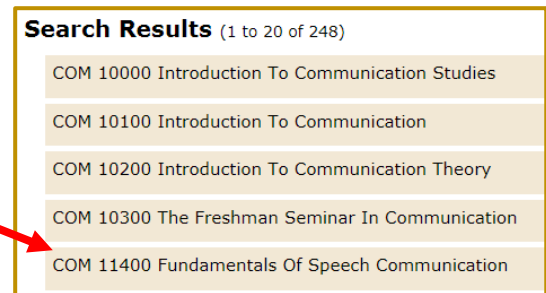 Search Results (1 to 20 of 248)
COM 10000 Introduction To Communication Studies
COM 10100 Introduction To Communication
COM 10200 Introduction To Communication Theory
COM 10300 The Freshman Seminar In Communication
COM 11400 Fundamentals Of Speech Communication